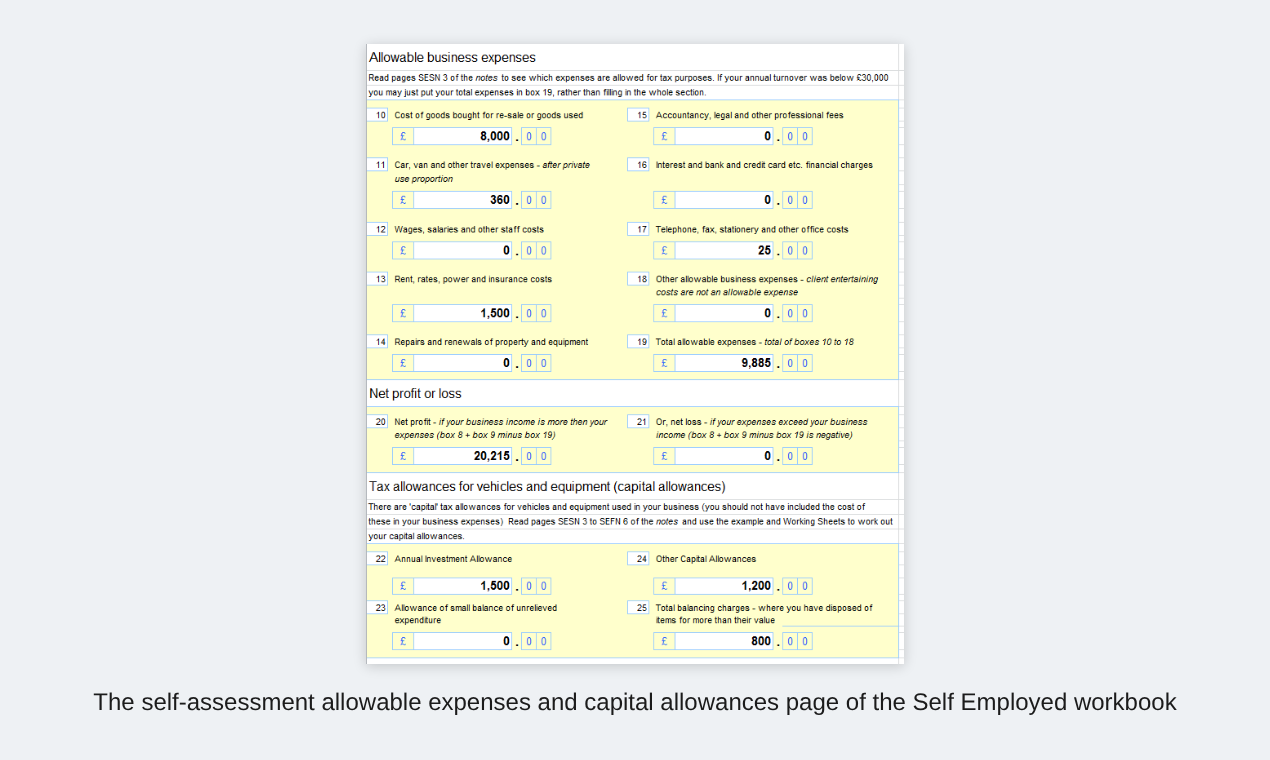 Allowable business expenses
Read pages SESN 3 of the notes to see which expenses are allowed for tax purposes. If your annual turnover was below £30,000
you may just put your total expenses in box 19, rather than filling in the whole section.
10 Cost of goods bought for re-sale or goods used
£ 8,000 . 0 0
15 Accountancy, legal and other professional fees
£ 0 . 0 0
11 Car, van and other travel expenses - after private
use proportion
£ 360 . 0 0
16 Interest and bank and credit card etc. financial charges
£ 0 . 0 0
12 Wages, salaries and other staff costs
£ 0 . 0 0
17 Telephone, fax, stationery and other office costs
£ 25 . 0 0
13 Rent, rates, power and insurance costs
£ 1,500 . 0 0
18 Other allowable business expenses - client entertaining
costs are not an allowable expense
£ 0 . 0 0
14 Repairs and renewals of property and equipment
£ 0 . 0 0
19 Total allowable expenses - total of boxes 10 to 18
£ 9,885 . 0 0
Net profit or loss
20 Net profit - if your business income is more then your
expenses (box 8 + box 9 minus box 19)
£ 20,215 . 0 0
21 Or, net loss - if your expenses exceed your business
income (box 8 + box 9 minus box 19 is negative)
£ 0 . 0 0
Tax allowances for vehicles and equipment (capital allowances)
There are 'capital' tax allowances for vehicles and equipment used in your business (you should not have included the cost of
these in your business expenses) Read pages SESN 3 to SEFN 6 of the notes and use the example and Working Sheets to work out
your capital allowances.
22 Annual Investment Allowance
£ 1,500 . 0 0
24 Other Capital Allowances
£ 1,200 . 0 0
23 Allowance of small balance of unrelieved
expenditure
£ 0 . 0 0
25 Total balancing charges - where you have disposed of
items for more than their value
£ 800 . 0 0
The self-assessment allowable expenses and capital allowances page of the Self Employed workbook